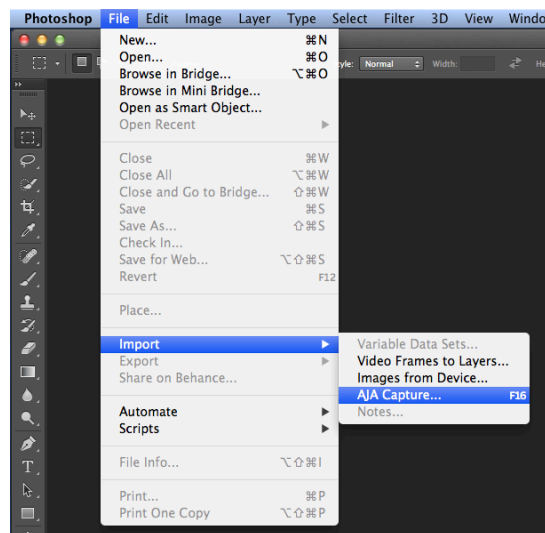 Photoshop File Edit Image Layer Type Select Filter 3D View Windo
New... ⌘N
Open... ⌘O
Browse in Bridge... ⌥⌘O
Browse in Mini Bridge...
Open as Smart Object...
Open Recent
Style: Normal Width: He
Close ⌘W
Close All ⌥⌘W
Close and Go to Bridge... ⇧⌘W
Save ⌘S
Save As... ⇧⌘S
Check In...
Save for Web... ⌥⇧⌘S
Revert F12
Place...
Import
Export
Share on Behance...
Variable Data Sets...
Video Frames to Layers...
Images from Device...
AJA Capture... F16
Notes...
Automate
Scripts
File Info... ⌥⇧⌘I
Print... ⌘P
Print One Copy ⌥⇧⌘P